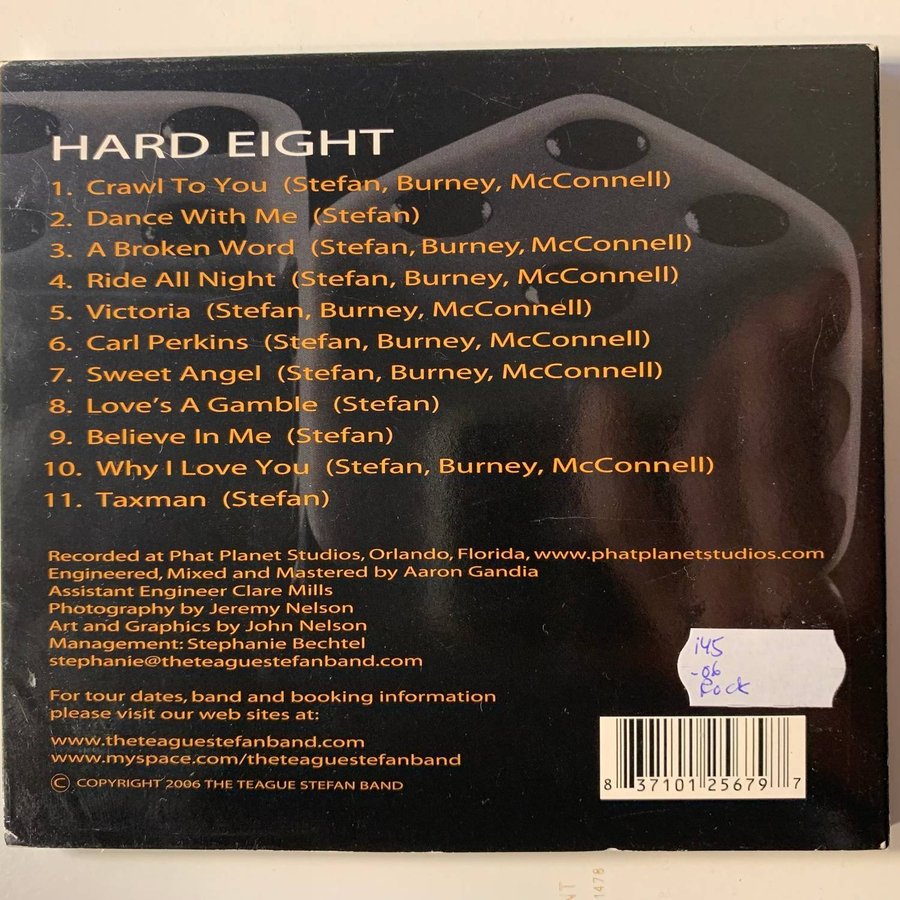 HARD EIGHT
1. Crawl To You (Stefan, Burney, McConnell)
2. Dance With Me (Stefan)
3. A Broken Word (Stefan, Burney, McConnell)
4. Ride All Night (Stefan, Burney, McConnell)
5. Victoria (Stefan, Burney, McConnell)
6. Carl Perkins (Stefan, Burney, McConnell)
7. Sweet Angel (Stefan, Burney, McConnell)
8. Love's A Gamble (Stefan)
9. Believe In Me (Stefan)
10. Why I Love You (Stefan, Burney, McConnell)
11. Taxman (Stefan)
Recorded at Phat Planet Studios, Orlando, Florida, www.phatplanetstudios.com
Engineered, Mixed and Mastered by Aaron Gandia
Assistant Engineer Clare Mills
Photography by Jeremy Nelson
Art and Graphics by John Nelson
Management: Stephanie Bechtel
stephanie@theteaguestefanband.com
For tour dates, band and booking information
please visit our web sites at:
www.theteaguestefanband.com
www.myspace.com/theteaguestefanband
© COPYRIGHT 2006 THE TEAGUE STEFAN BAND
i45
-06
Rock
8 37101 25679 7
1478